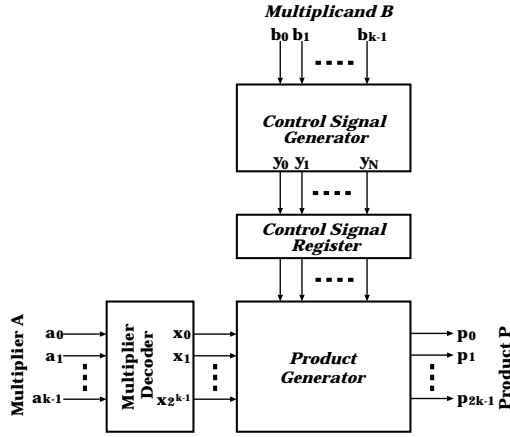 Multiplicand B
b0 b1 bk-1
Control Signal
Generator
y0 y1 yN
Control Signal
Register
Multiplier A
a0
a1
ak-1
Multiplier
Decoder
x0
x1
x2k-1
Product
Generator
p0
p1
p2k-1
Product P